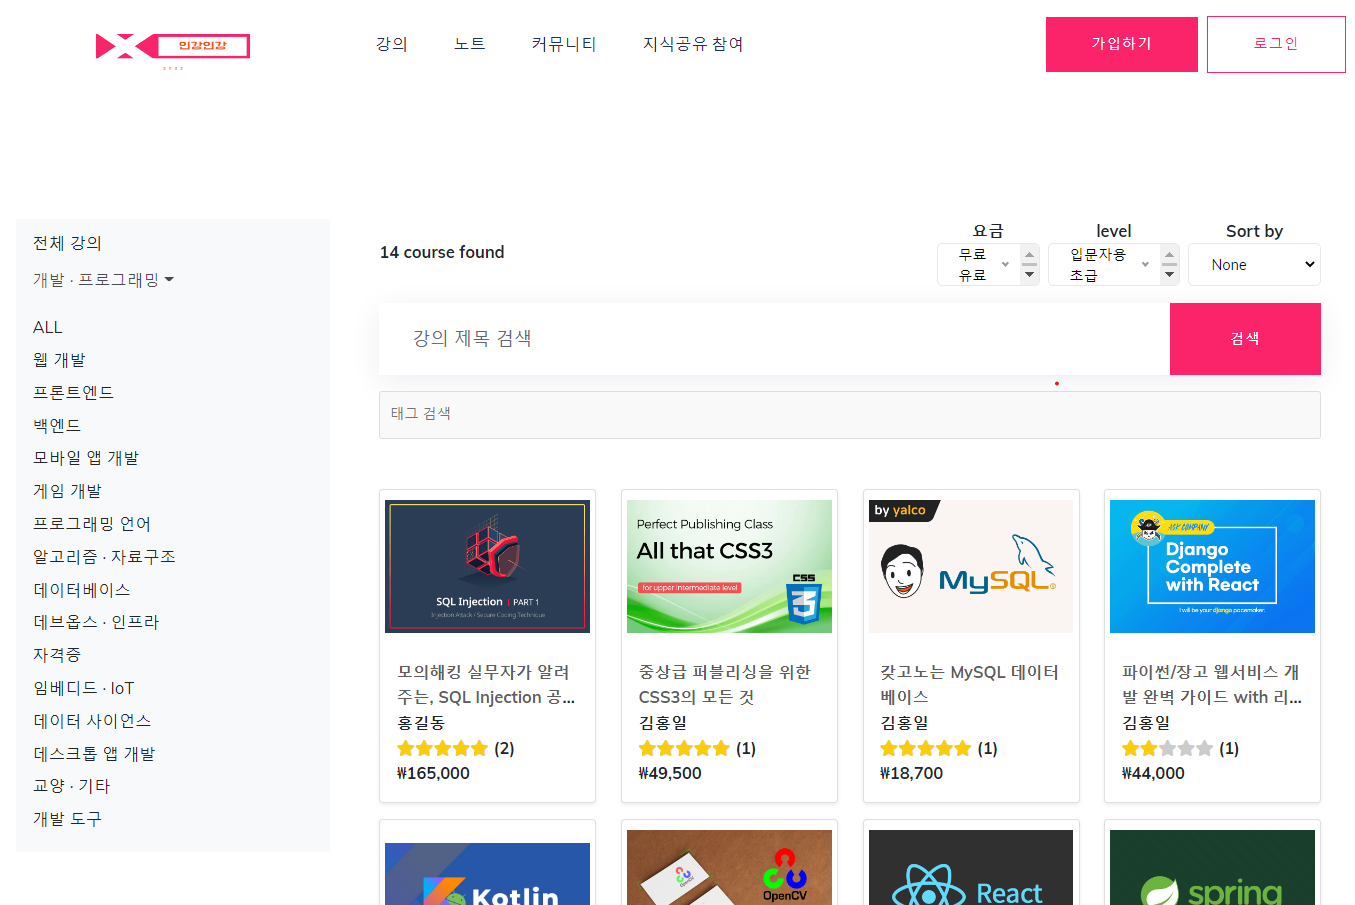 인강인강
강의
노트
커뮤니티
지식공유 참여
가입하기
로그인
전체 강의
개발 · 프로그래밍
ALL
웹 개발
프론트엔드
백엔드
모바일 앱 개발
게임 개발
프로그래밍 언어
알고리즘 · 자료구조
데이터베이스
데브옵스 · 인프라
자격증
임베디드 · IoT
데이터 사이언스
데스크톱 앱 개발
교양 · 기타
개발 도구
14 course found
요금
무료
유료
level
입문자용
초급
Sort by
None
강의 제목 검색
검색
태그 검색
SQL Injection | PART 1
Injection Attack / Secure Coding Technique
모의해킹 실무자가 알려
주는, SQL Injection 공...
홍길동
(2)
₩165,000
Perfect Publishing Class
All that CSS3
for upper intermediate level
CSS
3
중상급 퍼블리싱을 위한
CSS3의 모든 것
김홍일
(1)
₩49,500
by yalco
MySQL®
갖고노는 MySQL 데이터
베이스
김홍일
(1)
₩18,700
ASK COMPANY
Django
Complete
with React
I will be your django pacemaker.
파이썬/장고 웹서비스 개
발 완벽 가이드 with 리...
김홍일
(1)
₩44,000
Kotlin
OpenCV
OpenCV
React
spring